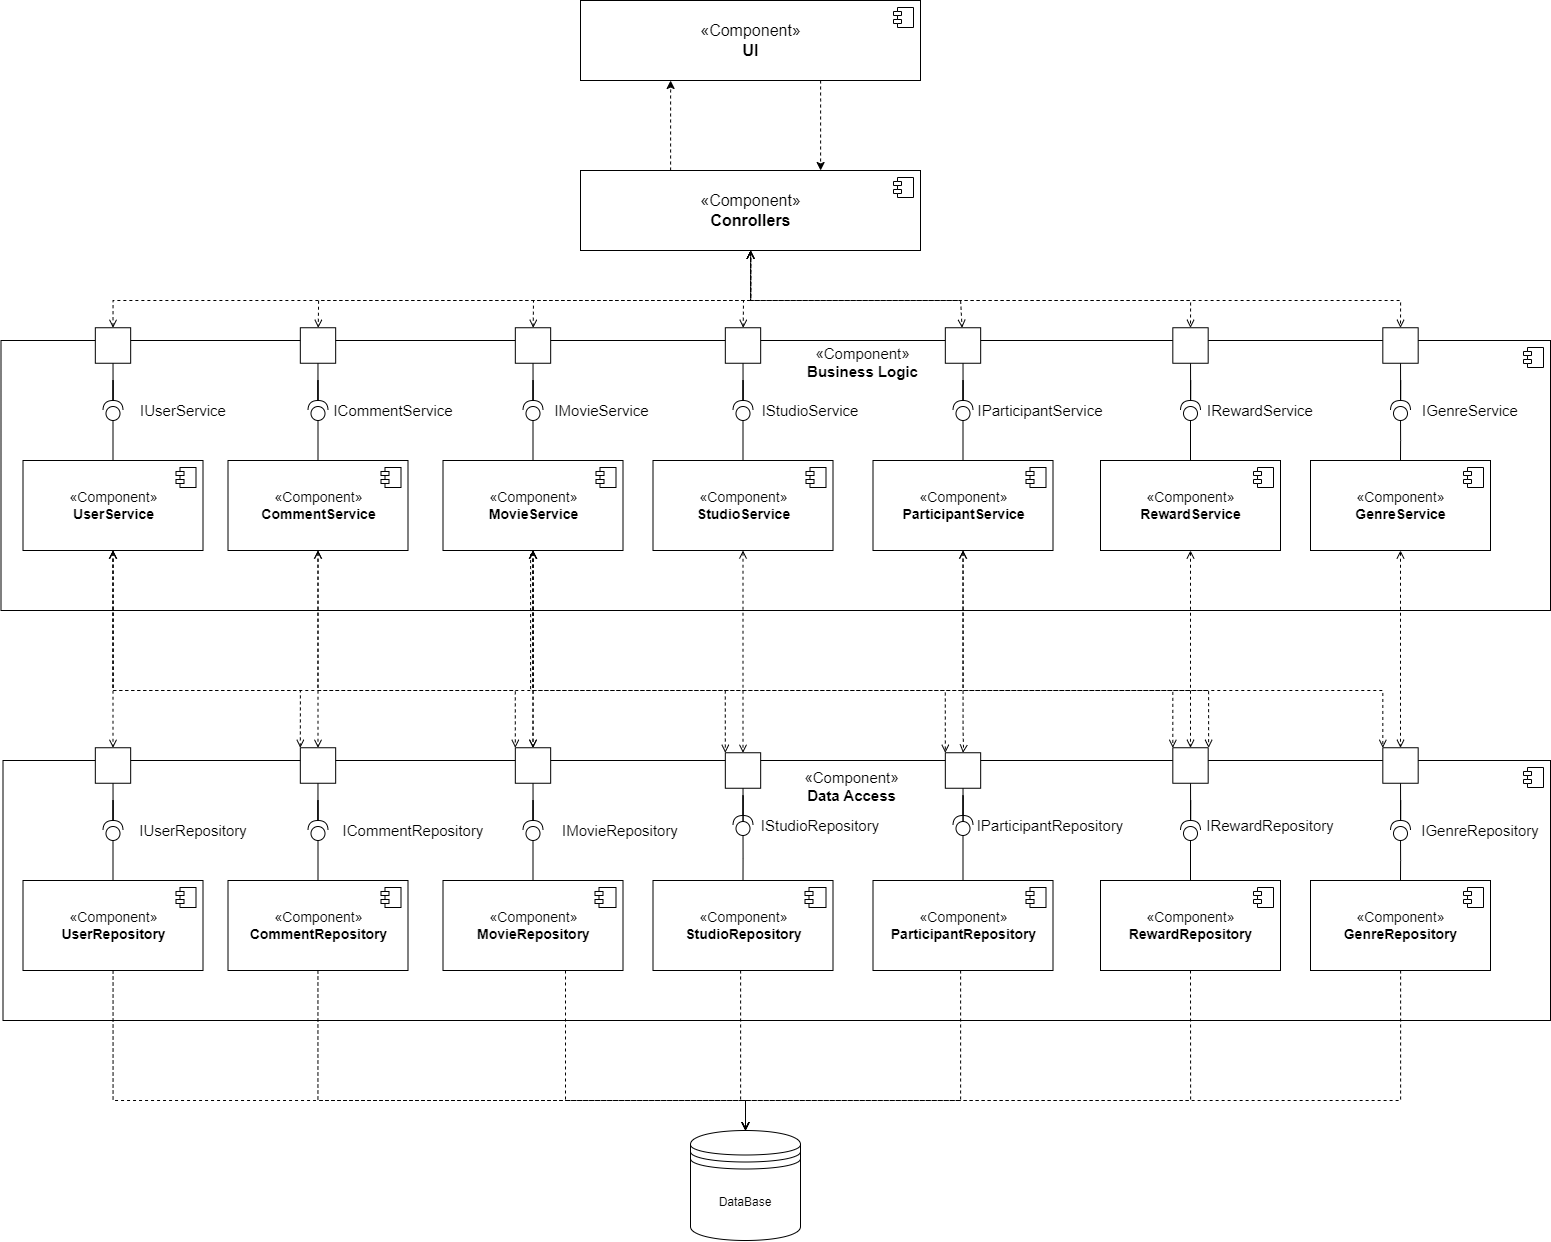 «Component»
UI
«Component»
Conrollers
«Component»
Business Logic
IUserService
ICommentService
IMovieService
IStudioService
IParticipantService
IRewardService
IGenreService
«Component»
UserService
«Component»
CommentService
«Component»
MovieService
«Component»
StudioService
«Component»
ParticipantService
«Component»
RewardService
«Component»
GenreService
«Component»
Data Access
IUserRepository
ICommentRepository
IMovieRepository
IStudioRepository
IParticipantRepository
IRewardRepository
IGenreRepository
«Component»
UserRepository
«Component»
CommentRepository
«Component»
MovieRepository
«Component»
StudioRepository
«Component»
ParticipantRepository
«Component»
RewardRepository
«Component»
GenreRepository
DataBase